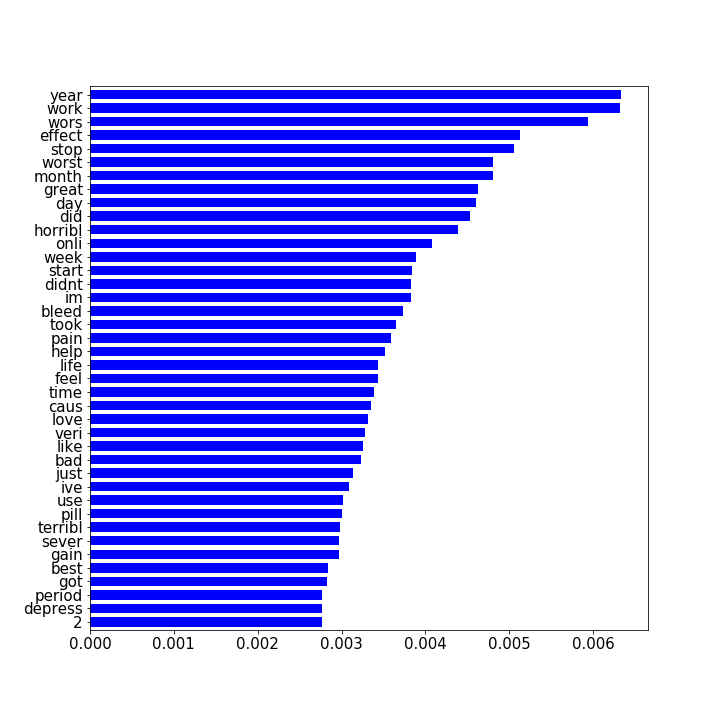 year
work
wors
effect
stop
worst
month
great
day
did
horribl
onli
week
start
didnt
im
bleed
took
pain
help
life
feel
time
caus
love
veri
like
bad
just
ive
use
pill
terribl
sever
gain
best
got
period
depress
2
0.000 0.001 0.002 0.003 0.004 0.005 0.006